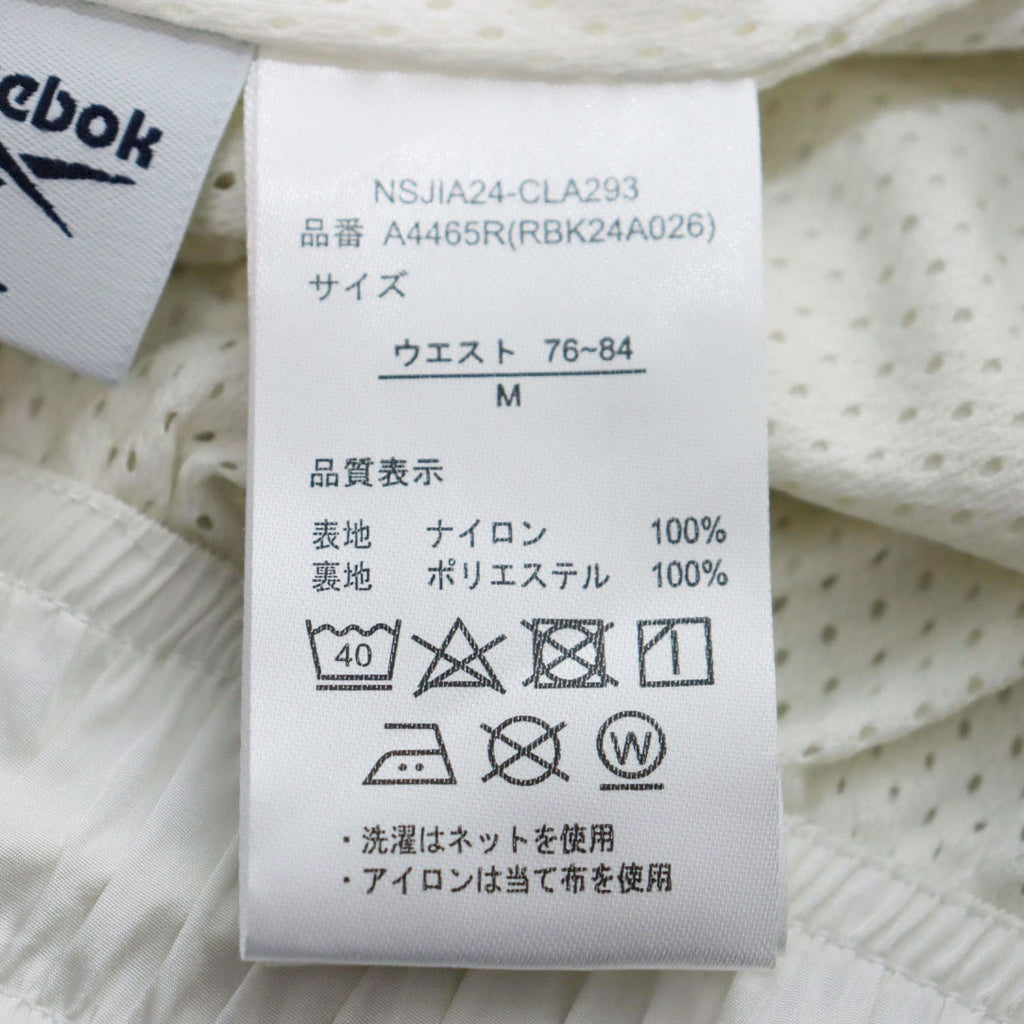 ebok
NSJIA24-CLA293
品番 A4465R(RBK24A026)
サイズ
ウエスト 76~84
M
品質表示
表地 ナイロン 100%
裏地 ポリエステル 100%
40
W
・洗濯はネットを使用
・アイロンは当て布を使用